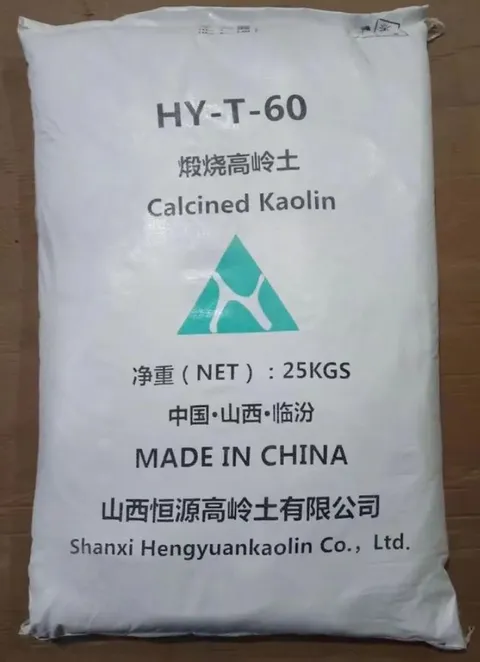 HY-T-60
煅烧高岭土
Calcined Kaolin
净重(NET):25KGS
中国·山西·临汾
MADE IN CHINA
山西恒源高岭土有限公司
Shanxi Hengyuankaolin Co., Ltd.